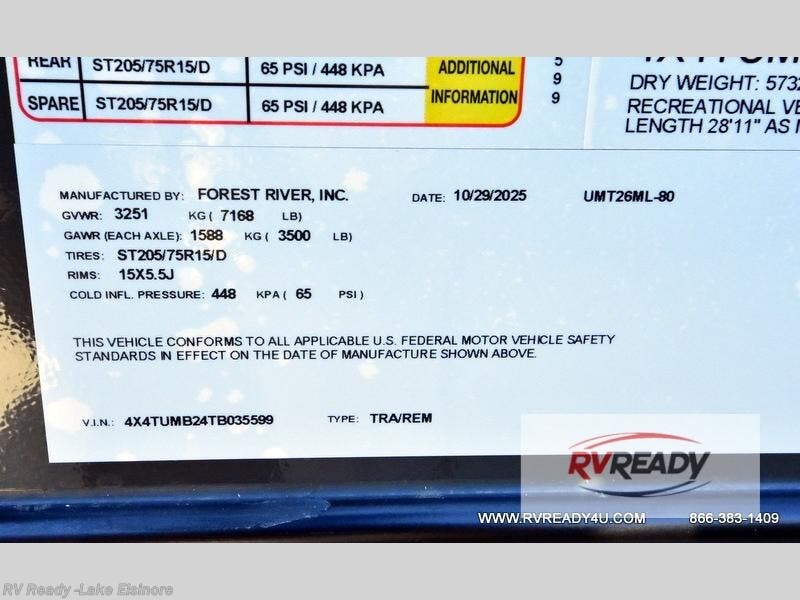 REAR ST205/75R15/D 65 PSI / 448 KPA ADDITIONAL
SPARE ST205/75R15/D 65 PSI / 448 KPA INFORMATION
5
9
9
DRY WEIGHT: 5732
RECREATIONAL VE
LENGTH 28'11" AS
MANUFACTURED BY: FOREST RIVER, INC. DATE: 10/29/2025 UMT26ML-80
GVWR: 3251 KG ( 7168 LB)
GAWR (EACH AXLE): 1588 KG ( 3500 LB)
TIRES: ST205/75R15/D
RIMS: 15X5.5J
COLD INFL. PRESSURE: 448 KPA ( 65 PSI )
THIS VEHICLE CONFORMS TO ALL APPLICABLE U.S. FEDERAL MOTOR VEHICLE SAFETY
STANDARDS IN EFFECT ON THE DATE OF MANUFACTURE SHOWN ABOVE.
V.I.N.: 4X4TUMB24TB035599 TYPE: TRA/REM
RVREADY
WWW.RVREADY4U.COM 866-383-1409
RV Ready -Lake Elsinore